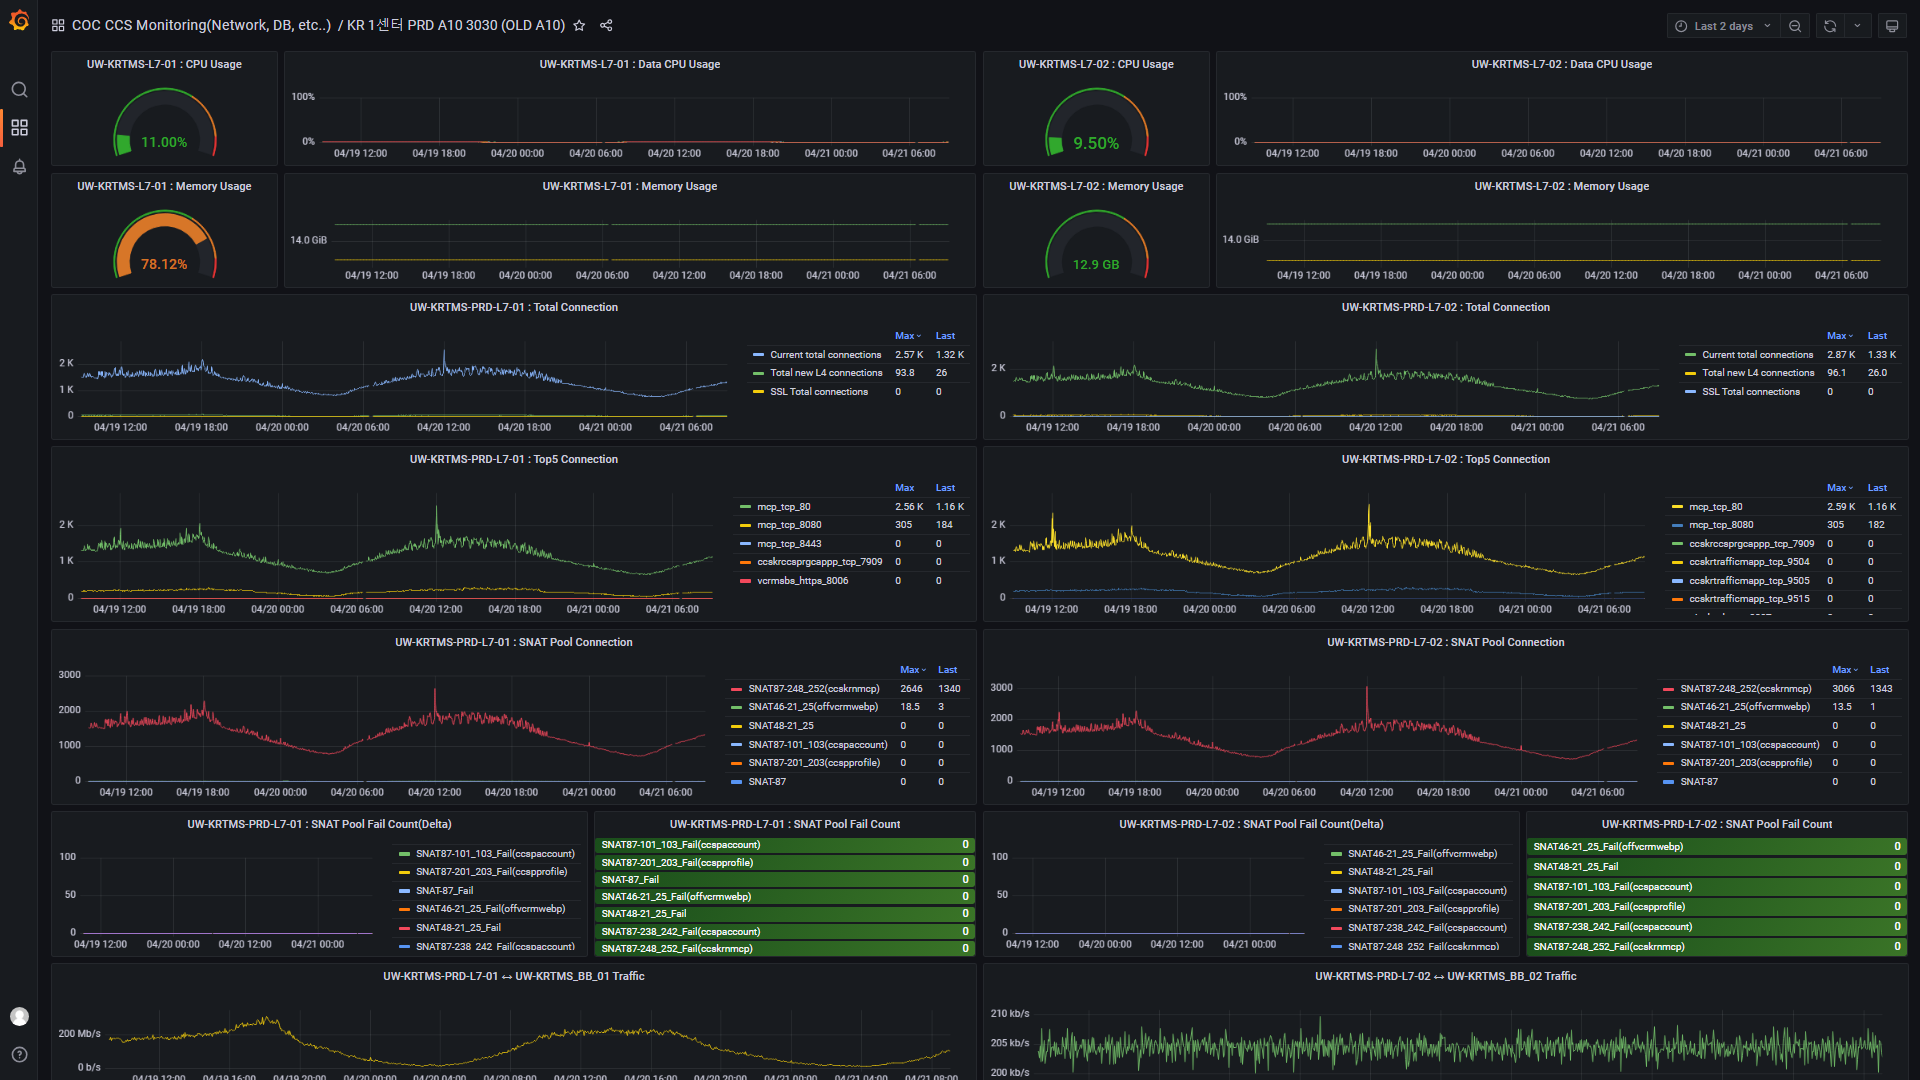 COC CCS Monitoring(Network, DB, etc..) / KR 1센터 PRD A10 3030 (OLD A10)
Last 2 days
UW-KRTMS-L7-01 : CPU Usage
11.00%
UW-KRTMS-L7-01 : Data CPU Usage
100%
0%
04/19 12:00 04/19 18:00 04/20 00:00 04/20 06:00 04/20 12:00 04/20 18:00 04/21 00:00 04/21 06:00
UW-KRTMS-L7-02 : CPU Usage
9.50%
UW-KRTMS-L7-02 : Data CPU Usage
100%
0%
04/19 12:00 04/19 18:00 04/20 00:00 04/20 06:00 04/20 12:00 04/20 18:00 04/21 00:00 04/21 06:00
UW-KRTMS-L7-01 : Memory Usage
78.12%
UW-KRTMS-L7-01 : Memory Usage
14.0 GiB
04/19 12:00 04/19 18:00 04/20 00:00 04/20 06:00 04/20 12:00 04/20 18:00 04/21 00:00 04/21 06:00
UW-KRTMS-L7-02 : Memory Usage
12.9 GB
UW-KRTMS-L7-02 : Memory Usage
14.0 GiB
04/19 12:00 04/19 18:00 04/20 00:00 04/20 06:00 04/20 12:00 04/20 18:00 04/21 00:00 04/21 06:00
UW-KRTMS-PRD-L7-01 : Total Connection
2 K
1 K
0
04/19 12:00 04/19 18:00 04/20 00:00 04/20 06:00 04/20 12:00 04/20 18:00 04/21 00:00 04/21 06:00
Max Last
Current total connections 2.57 K 1.32 K
Total new L4 connections 93.8 26
SSL Total connections 0 0
UW-KRTMS-PRD-L7-02 : Total Connection
2 K
0
04/19 12:00 04/19 18:00 04/20 00:00 04/20 06:00 04/20 12:00 04/20 18:00 04/21 00:00 04/21 06:00
Max Last
Current total connections 2.87 K 1.33 K
Total new L4 connections 96.1 26.0
SSL Total connections 0 0
UW-KRTMS-PRD-L7-01 : Top5 Connection
2 K
1 K
0
04/19 12:00 04/19 18:00 04/20 00:00 04/20 06:00 04/20 12:00 04/20 18:00 04/21 00:00 04/21 06:00
Max Last
mcp_tcp_80 2.56 K 1.16 K
mcp_tcp_8080 305 184
mcp_tcp_8443 0 0
ccskrccsprgcappp_tcp_7909 0 0
vcrmsbs_https_8006 0 0
UW-KRTMS-PRD-L7-02 : Top5 Connection
2 K
1 K
0
04/19 12:00 04/19 18:00 04/20 00:00 04/20 06:00 04/20 12:00 04/20 18:00 04/21 00:00 04/21 06:00
Max Last
mcp_tcp_80 2.59 K 1.16 K
mcp_tcp_8080 305 182
ccskrccsprgcappp_tcp_7909 0 0
ccskrtrafficmapp_tcp_9504 0 0
ccskrtrafficmapp_tcp_9505 0 0
ccskrtrafficmapp_tcp_9515 0 0
UW-KRTMS-PRD-L7-01 : SNAT Pool Connection
3000
2000
1000
0
04/19 12:00 04/19 18:00 04/20 00:00 04/20 06:00 04/20 12:00 04/20 18:00 04/21 00:00 04/21 06:00
Max Last
SNAT87-248_252(ccskrnmcp) 2646 1340
SNAT46-21_25(offvcrmwebp) 18.5 3
SNAT48-21_25 0 0
SNAT87-101_103(ccspaccount) 0 0
SNAT87-201_203(ccspprofile) 0 0
SNAT-87 0 0
UW-KRTMS-PRD-L7-02 : SNAT Pool Connection
3000
2000
1000
0
04/19 12:00 04/19 18:00 04/20 00:00 04/20 06:00 04/20 12:00 04/20 18:00 04/21 00:00 04/21 06:00
Max Last
SNAT87-248_252(ccskrnmcp) 3066 1343
SNAT46-21_25(offvcrmwebp) 13.5 1
SNAT48-21_25 0 0
SNAT87-101_103(ccspaccount) 0 0
SNAT87-201_203(ccspprofile) 0 0
SNAT-87 0 0
UW-KRTMS-PRD-L7-01 : SNAT Pool Fail Count(Delta)
100
50
0
04/19 12:00 04/20 00:00 04/20 12:00 04/21 00:00
SNAT87-101_103_Fail(ccspaccount)
SNAT87-201_203_Fail(ccspprofile)
SNAT-87_Fail
SNAT46-21_25_Fail(offvcrmwebp)
SNAT48-21_25_Fail
SNAT87-238_242_Fail(ccspaccount)
UW-KRTMS-PRD-L7-01 : SNAT Pool Fail Count
SNAT87-101_103_Fail(ccspaccount) 0
SNAT87-201_203_Fail(ccspprofile) 0
SNAT-87_Fail 0
SNAT46-21_25_Fail(offvcrmwebp) 0
SNAT48-21_25_Fail 0
SNAT87-238_242_Fail(ccspaccount) 0
SNAT87-248_252_Fail(ccskrnmcp) 0
UW-KRTMS-PRD-L7-02 : SNAT Pool Fail Count(Delta)
100
50
0
04/19 12:00 04/20 00:00 04/20 12:00 04/21 00:00
SNAT46-21_25_Fail(offvcrmwebp)
SNAT48-21_25_Fail
SNAT87-101_103_Fail(ccspaccount)
SNAT87-201_203_Fail(ccspprofile)
SNAT87-238_242_Fail(ccspaccount)
SNAT87-248_252_Fail(ccskrnmcp)
UW-KRTMS-PRD-L7-02 : SNAT Pool Fail Count
SNAT46-21_25_Fail(offvcrmwebp) 0
SNAT48-21_25_Fail 0
SNAT87-101_103_Fail(ccspaccount) 0
SNAT87-201_203_Fail(ccspprofile) 0
SNAT87-238_242_Fail(ccspaccount) 0
SNAT87-248_252_Fail(ccskrnmcp) 0
UW-KRTMS-PRD-L7-01 ↔ UW-KRTMS_BB_01 Traffic
200 Mb/s
0 b/s
04/19 12:00 04/19 16:00 04/19 20:00 04/20 00:00 04/20 04:00 04/20 08:00 04/20 12:00 04/20 16:00 04/20 20:00 04/21 00:00 04/21 04:00 04/21 08:00
UW-KRTMS-PRD-L7-02 ↔ UW-KRTMS_BB_02 Traffic
210 kb/s
205 kb/s
200 kb/s